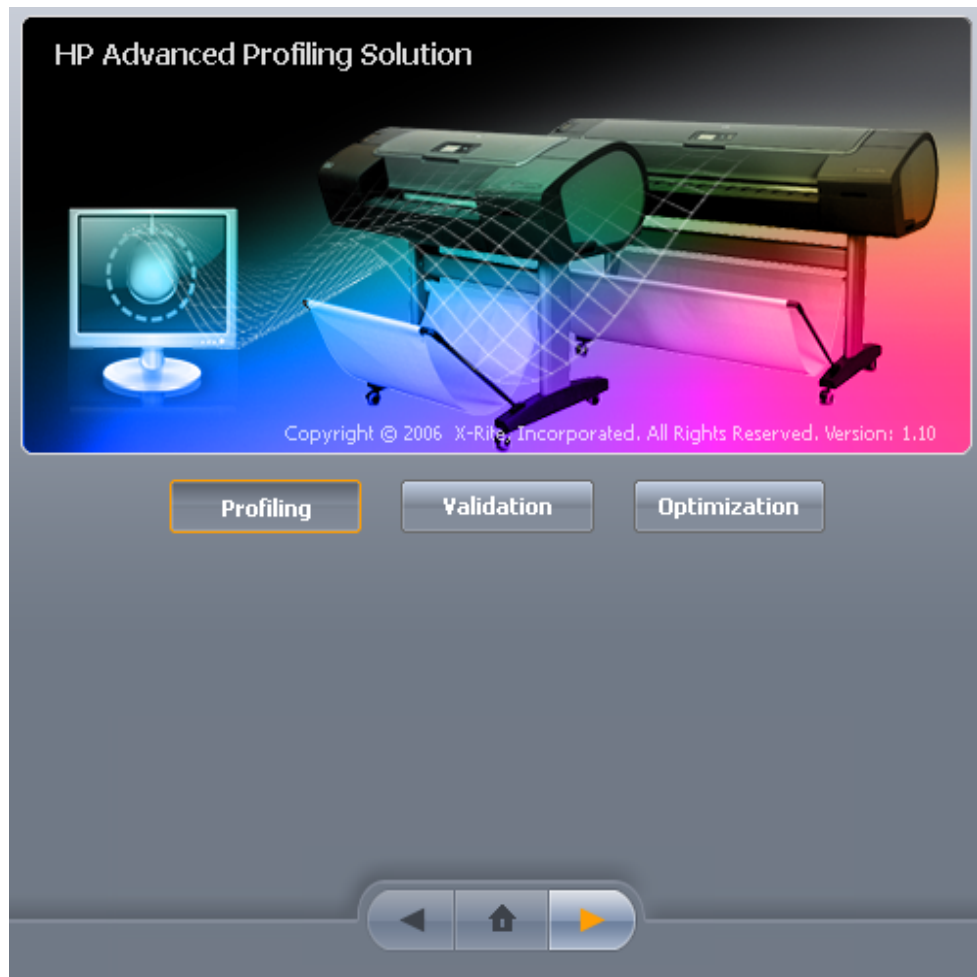 HP Advanced Profiling Solution
Copyright © 2006 X-Rite, Incorporated. All Rights Reserved. Version: 1.10
Profiling Validation Optimization